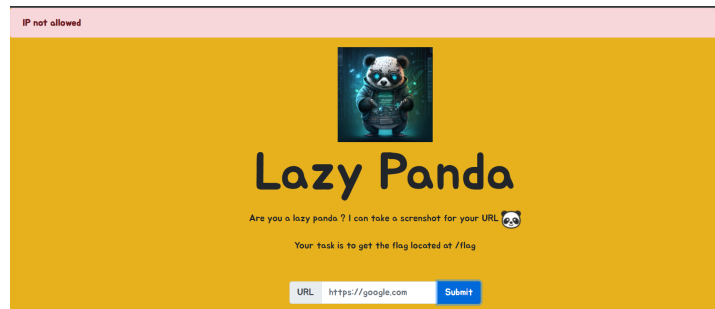 IP not allowed
Lazy Panda
Are you a lazy panda ? I can take a screnshot for your URL
Your task is to get the flag located at /flag
URL https://google.com Submit